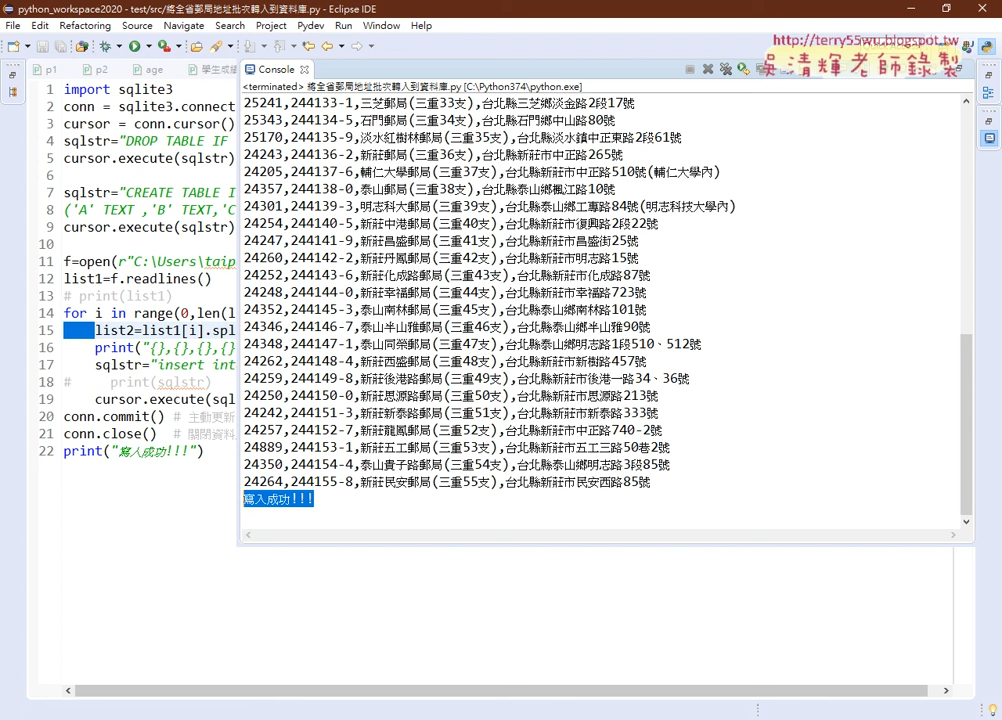 python_workspace2020 - test/src/將全省郵局地址批次轉入到資料庫.py - Eclipse IDE
File Edit Refactoring Source Navigate Search Project Pydev Run Window Help
http://terry55wu.blogspot.tw
吳清輝老師錄製
p1 p2 age 學生成績
Console
<terminated> 將全省郵局地址批次轉入到資料庫.py [C:\Python374\python.exe]
1 import sqlite3
2 conn = sqlite3.connect
3 cursor = conn.cursor()
4 sqlstr="DROP TABLE IF
5 cursor.execute(sqlstr)
6
7 sqlstr="CREATE TABLE I
8 ('A' TEXT ,'B' TEXT,'C
9 cursor.execute(sqlstr)
10
11 f=open(r"C:\Users\taip
12 list1=f.readlines()
13 # print(list1)
14 for i in range(0,len(l
15 list2=list1[i].spl
16 print("{},{},{},{}
17 sqlstr="insert int
18 # print(sqlstr)
19 cursor.execute(sql
20 conn.commit() # 主動更新
21 conn.close() # 關閉資料
22 print("寫入成功!!!")
25241,244133-1,三芝郵局(三重33支),台北縣三芝鄉淡金路2段17號
25343,244134-5,石門郵局(三重34支),台北縣石門鄉中山路80號
25170,244135-9,淡水紅樹林郵局(三重35支),台北縣淡水鎮中正東路2段61號
24243,244136-2,新莊郵局(三重36支),台北縣新莊市中正路265號
24205,244137-6,輔仁大學郵局(三重37支),台北縣新莊市中正路510號(輔仁大學內)
24357,244138-0,泰山郵局(三重38支),台北縣泰山鄉楓江路10號
24301,244139-3,明志科大郵局(三重39支),台北縣泰山鄉工專路84號(明志科技大學內)
24254,244140-5,新莊中港郵局(三重40支),台北縣新莊市復興路2段22號
24247,244141-9,新莊昌盛郵局(三重41支),台北縣新莊市昌盛街25號
24260,244142-2,新莊丹鳳郵局(三重42支),台北縣新莊市明志路15號
24252,244143-6,新莊化成路郵局(三重43支),台北縣新莊市化成路87號
24248,244144-0,新莊幸福郵局(三重44支),台北縣新莊市幸福路723號
24352,244145-3,泰山南林郵局(三重45支),台北縣泰山鄉南林路101號
24346,244146-7,泰山半山雅郵局(三重46支),台北縣泰山鄉半山雅90號
24348,244147-1,泰山同榮郵局(三重47支),台北縣泰山鄉明志路1段510、512號
24262,244148-4,新莊西盛郵局(三重48支),台北縣新莊市新樹路457號
24259,244149-8,新莊後港路郵局(三重49支),台北縣新莊市後港一路34、36號
24250,244150-0,新莊思源路郵局(三重50支),台北縣新莊市思源路213號
24242,244151-3,新莊新泰路郵局(三重51支),台北縣新莊市新泰路333號
24257,244152-7,新莊龍鳳郵局(三重52支),台北縣新莊市中正路740-2號
24889,244153-1,新莊五工郵局(三重53支),台北縣新莊市五工三路50巷2號
24350,244154-4,泰山貴子路郵局(三重54支),台北縣泰山鄉明志路3段85號
24264,244155-8,新莊民安郵局(三重55支),台北縣新莊市民安西路85號
寫入成功!!!